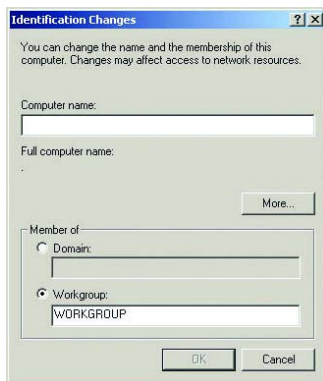 Identification Changes
You can change the name and the membership of this
computer. Changes may affect access to network resources.
Computer name:
Full computer name:
.
More...
Member of
Domain:
Workgroup:
WORKGROUP
OK Cancel